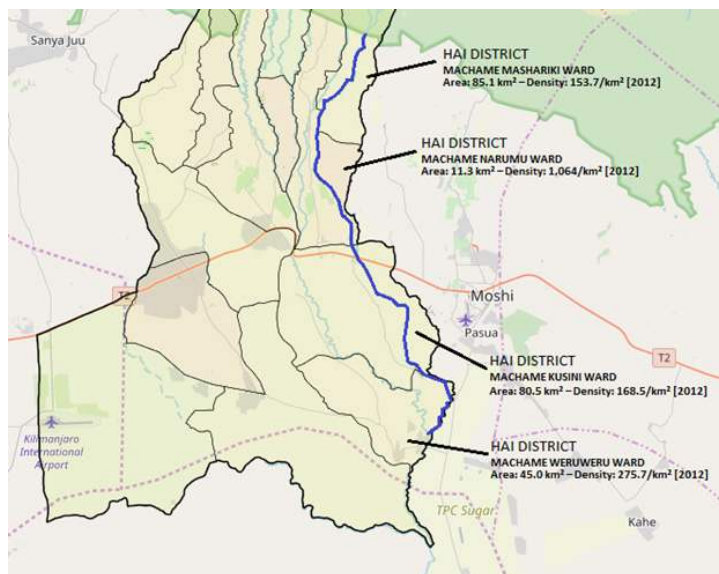 Sanya Juu
HAI DISTRICT
MACHAME MASHARIKI WARD
Area: 85.1 km² – Density: 153.7/km² [2012]
HAI DISTRICT
MACHAME NARUMU WARD
Area: 11.3 km² – Density: 1,064/km² [2012]
T2
Moshi
Pasua
T2
HAI DISTRICT
MACHAME KUSINI WARD
Area: 80.5 km² – Density: 168.5/km² [2012]
Kilimanjaro
International
Airport
HAI DISTRICT
MACHAME WERUWERU WARD
Area: 45.0 km² – Density: 275.7/km² [2012]
TPC Sugar
Kahe